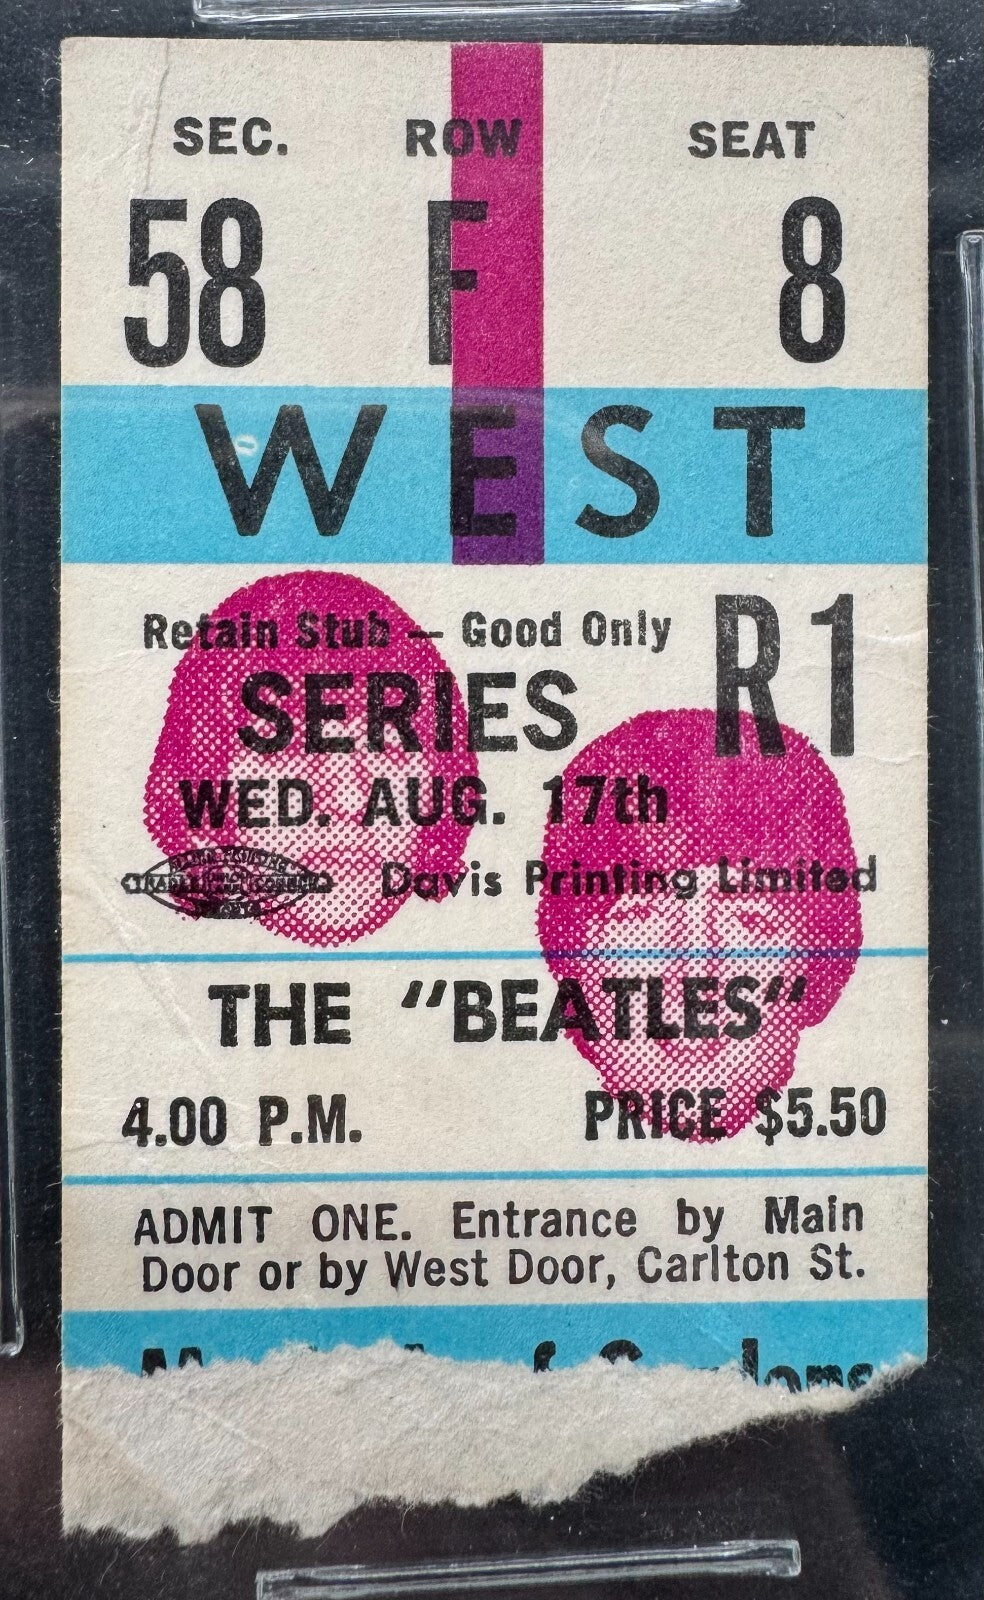 SEC. ROW SEAT
58 F 8
WEST
Retain Stub — Good Only
R1
SERIES
WED. AUG. 17th
Davis Printing Limited
THE "BEATLES"
4.00 P.M. PRICE $5.50
ADMIT ONE. Entrance by Main
Door or by West Door, Carlton St.